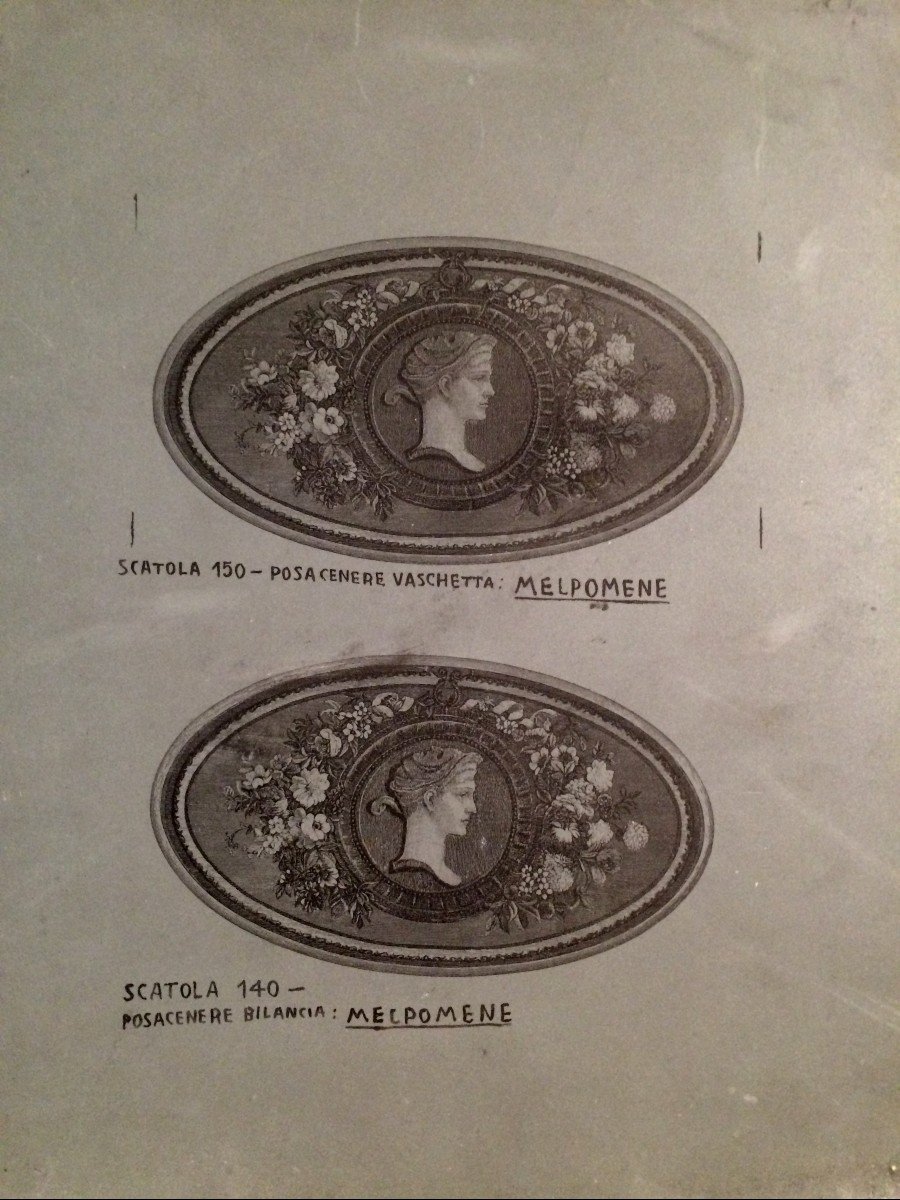 SCATOLA 150 - POSACENERE VASCHETTA: MELPOMENE
SCATOLA 140 -
POSACENERE BILANCIA: MELPOMENE